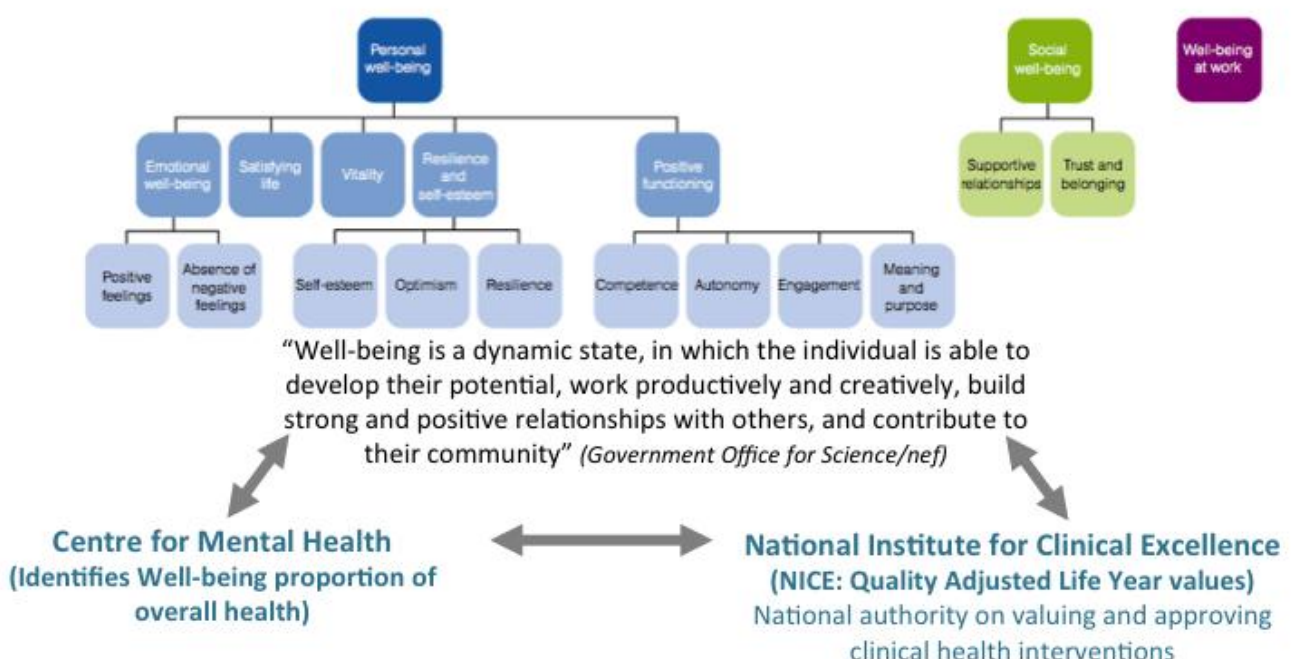 Personal
well-being
Social
well-being
Well-being
at work
Emotional
well-being
Satisfying
life
Vitality
Resilience
and
self-esteem
Positive
functioning
Supportive
relationships
Trust and
belonging
Positive
feelings
Absence of
negative
feelings
Self-esteem
Optimism
Resilience
Competence
Autonomy
Engagement
Meaning
and
purpose
“Well-being is a dynamic state, in which the individual is able to
develop their potential, work productively and creatively, build
strong and positive relationships with others, and contribute to
their community” (Government Office for Science/nef)
Centre for Mental Health
(Identifies Well-being proportion of
overall health)
National Institute for Clinical Excellence
(NICE: Quality Adjusted Life Year values)
National authority on valuing and approving
clinical health interventions